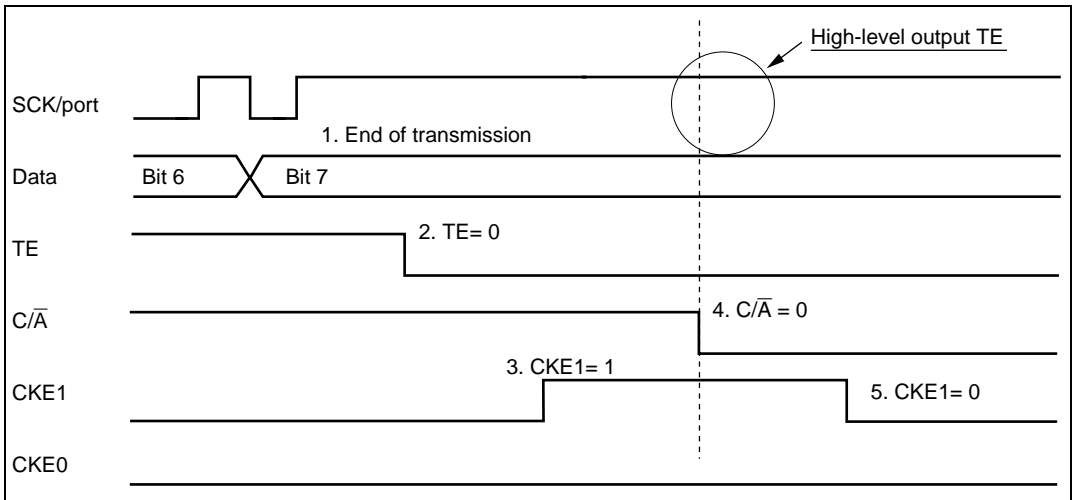 High-level output TE
SCK/port
1. End of transmission
Data
Bit 6
Bit 7
TE
2. TE= 0
C/A̅
4. C/A̅ = 0
3. CKE1= 1
CKE1
5. CKE1= 0
CKE0